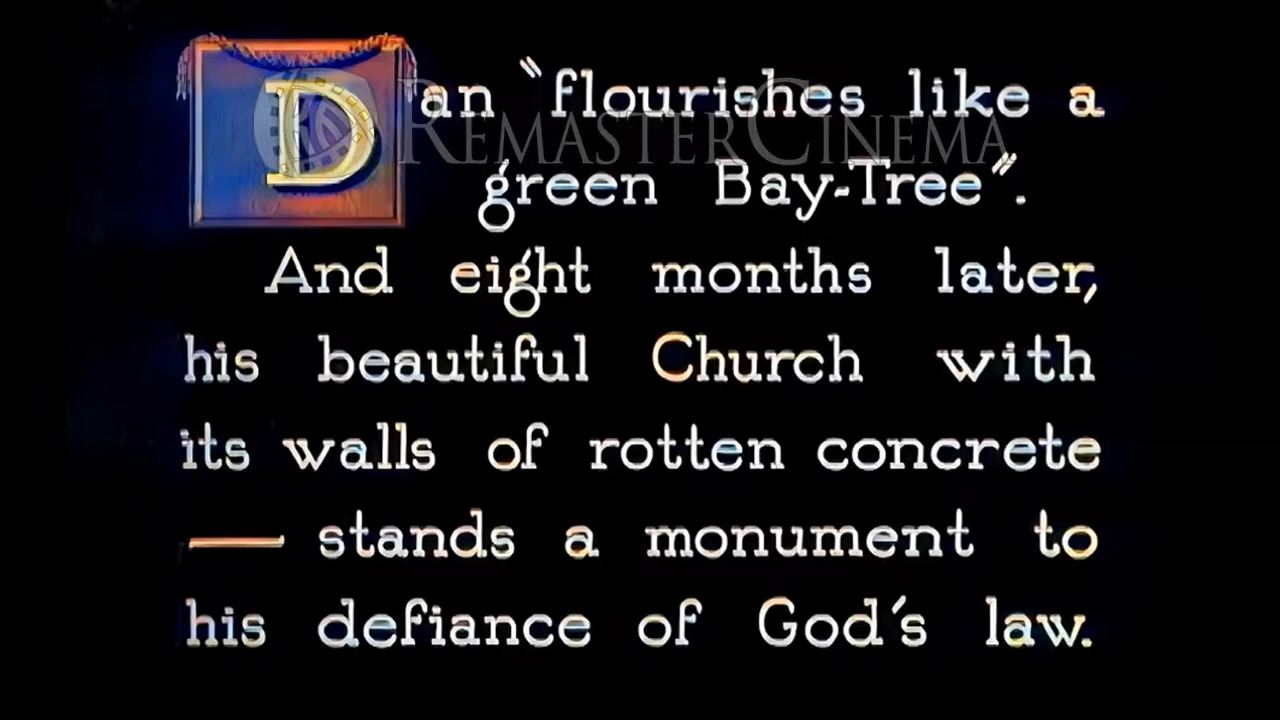 Dan "flourishes like a
REMASTERCINEMA
green Bay-Tree".
And eight months later,
his beautiful Church with
its walls of rotten concrete
— stands a monument to
his defiance of God's law.